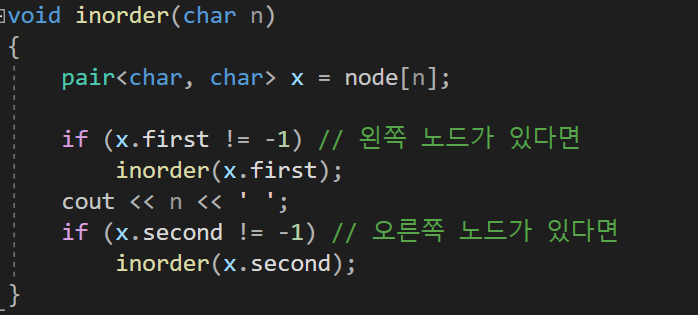 void inorder(char n)
{
    pair<char, char> x = node[n];

    if (x.first != -1) // 왼쪽 노드가 있다면
        inorder(x.first);
    cout << n << ' ';
    if (x.second != -1) // 오른쪽 노드가 있다면
        inorder(x.second);
}